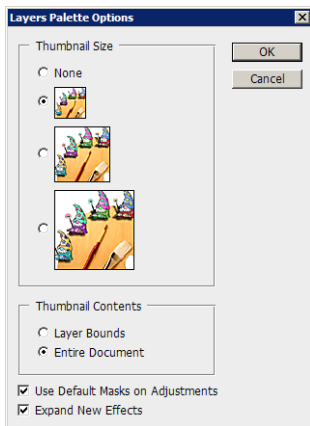 Layers Palette Options
Thumbnail Size
OK
None
Cancel
Thumbnail Contents
Layer Bounds
Entire Document
Use Default Masks on Adjustments
Expand New Effects